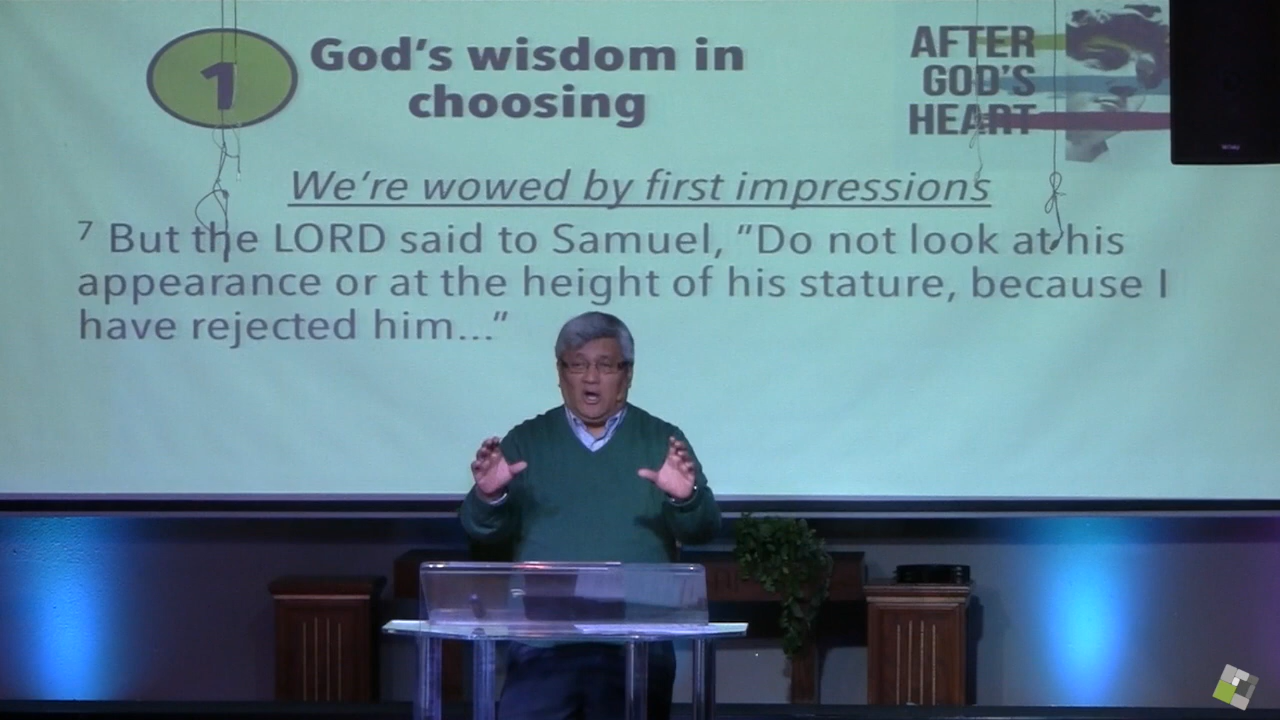 1
God's wisdom in
choosing
AFTER
GOD'S
HEART
We're wowed by first impressions
7 But the LORD said to Samuel, "Do not look at his
appearance or at the height of his stature, because I
have rejected him..."